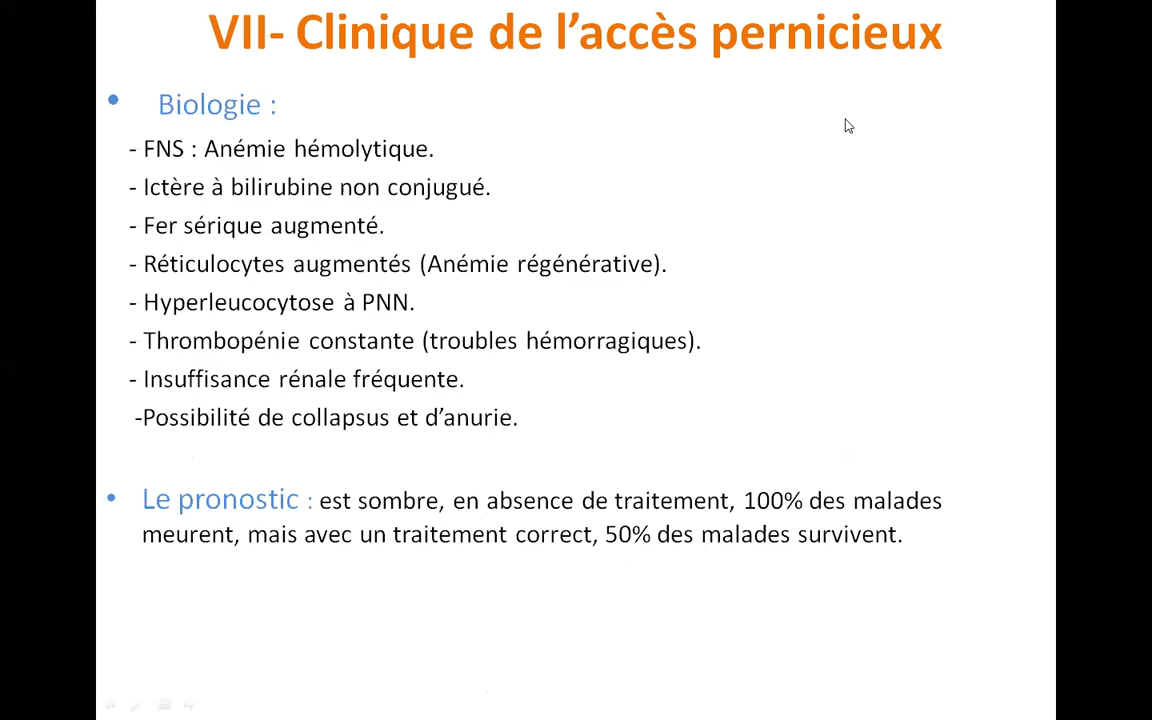 VII- Clinique de l’accès pernicieux
• Biologie :
- FNS : Anémie hémolytique.
- Ictère à bilirubine non conjugué.
- Fer sérique augmenté.
- Réticulocytes augmentés (Anémie régénérative).
- Hyperleucocytose à PNN.
- Thrombopénie constante (troubles hémorragiques).
- Insuffisance rénale fréquente.
-Possibilité de collapsus et d’anurie.
• Le pronostic : est sombre, en absence de traitement, 100% des malades
meurent, mais avec un traitement correct, 50% des malades survivent.